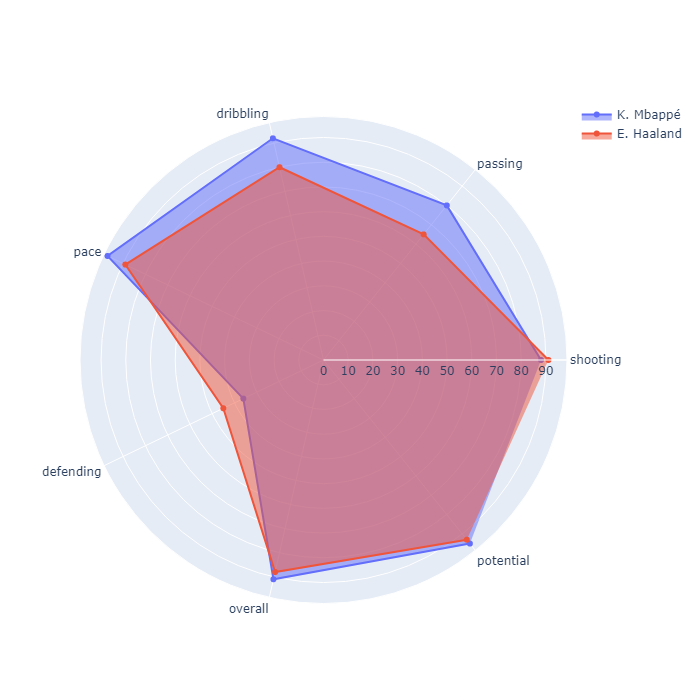 dribbling
K. Mbappé
E. Haaland
passing
pace
shooting
0 10 20 30 40 50 60 70 80 90
defending
potential
overall